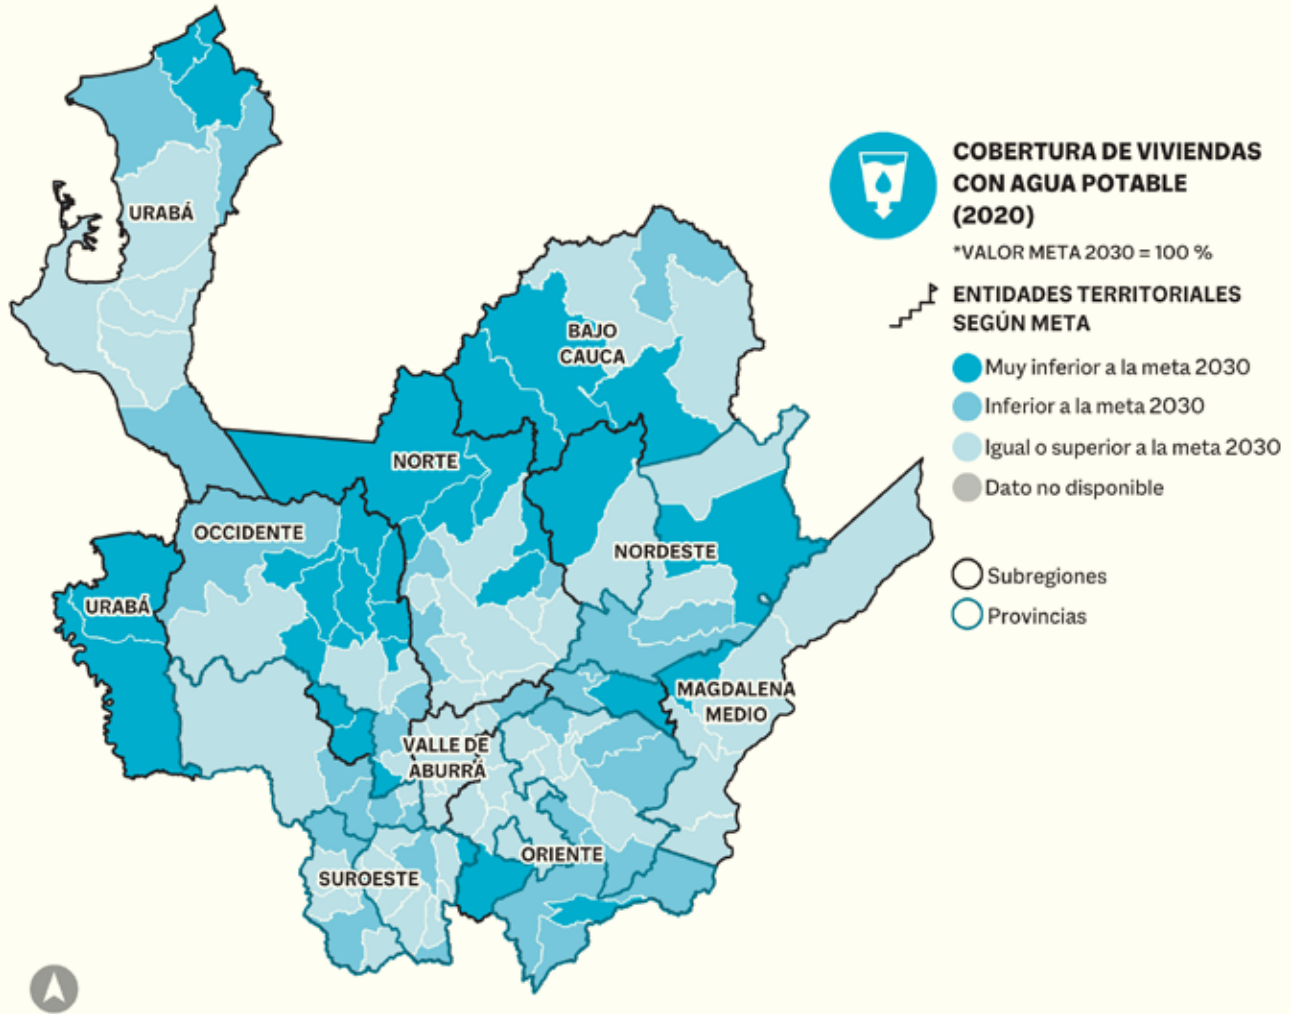 COBERTURA DE VIVIENDAS
CON AGUA POTABLE
(2020)
*VALOR META 2030 = 100 %
ENTIDADES TERRITORIALES
SEGÚN META
Muy inferior a la meta 2030
Inferior a la meta 2030
Igual o superior a la meta 2030
Dato no disponible
Subregiones
Provincias
URABÁ
BAJO
CAUCA
NORTE
OCCIDENTE
NORDESTE
URABÁ
MAGDALENA
MEDIO
VALLE DE
ABURRÁ
ORIENTE
SUROESTE